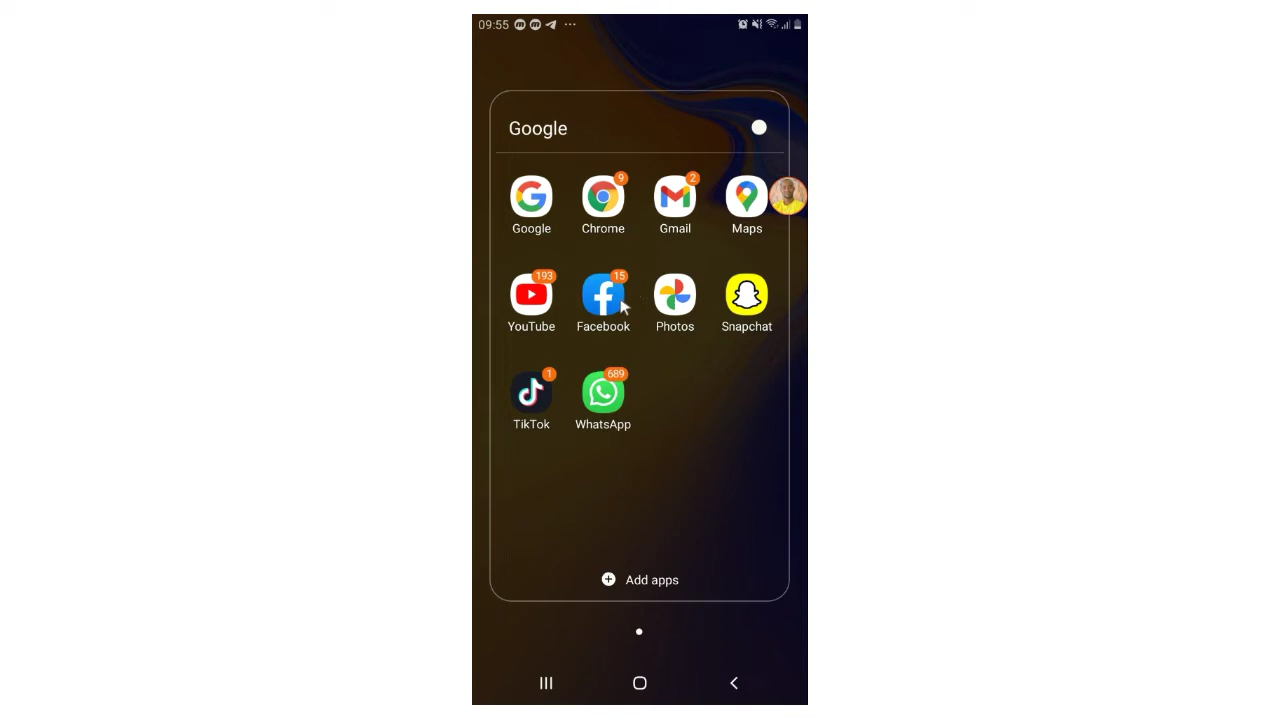 09:55
Google
9
2
Google Chrome Gmail Maps
193
15
YouTube Facebook Photos Snapchat
1
689
TikTok WhatsApp
Add apps